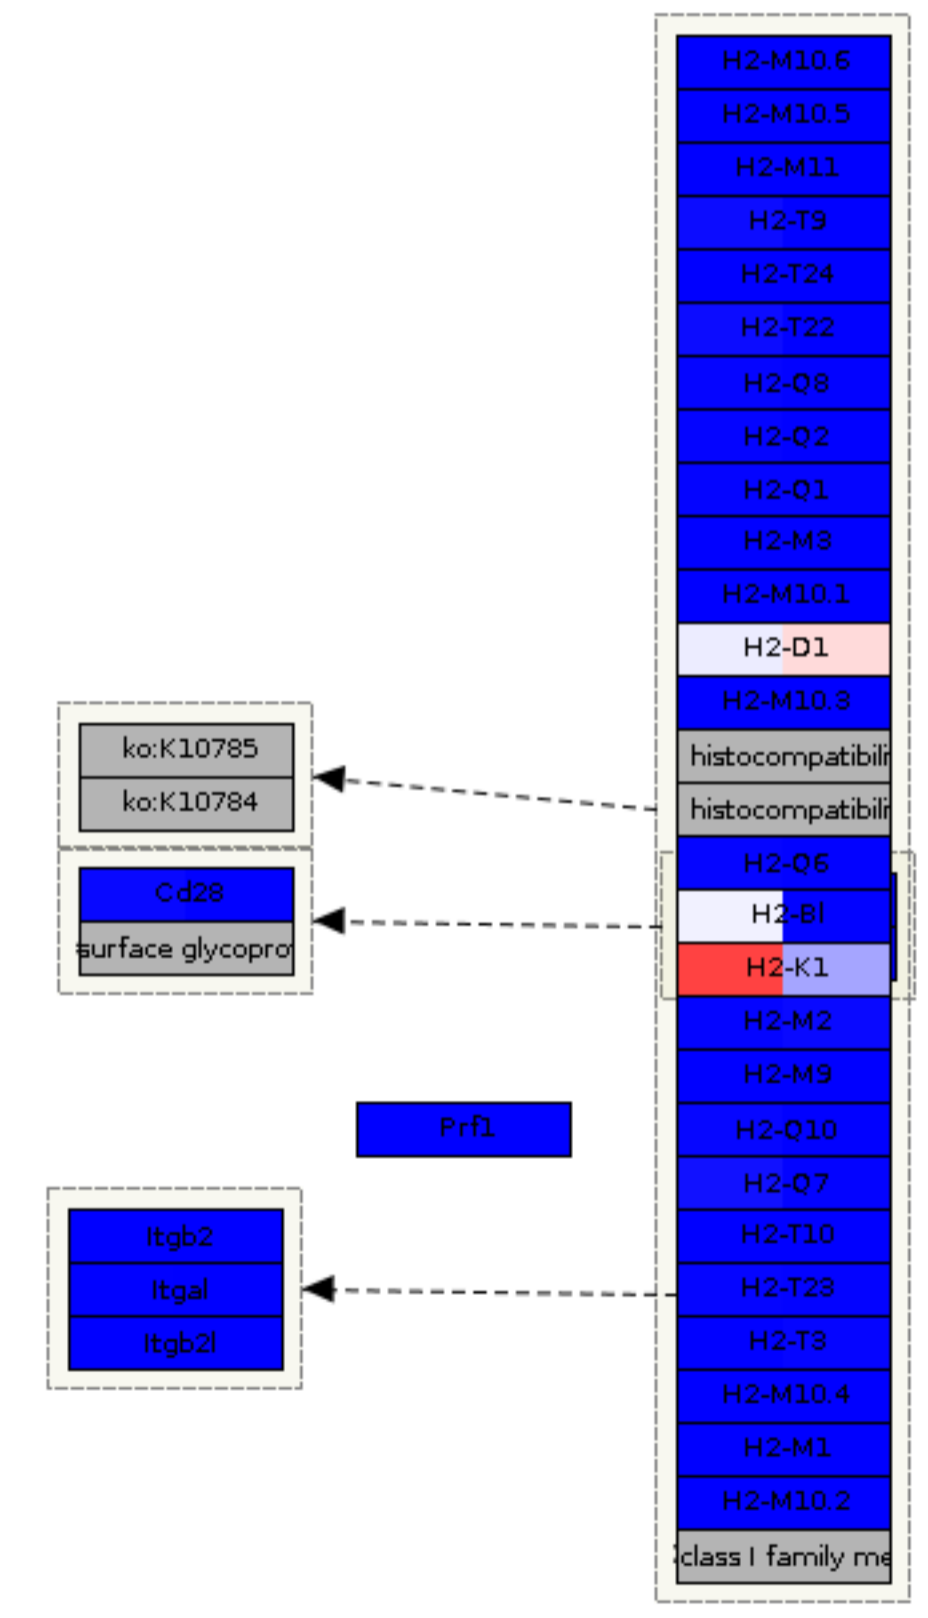 H2-M10.6
H2-M10.5
H2-M11
H2-T9
H2-T24
H2-T22
H2-Q8
H2-Q2
H2-Q1
H2-M3
H2-M10.1
H2-D1
H2-M10.3
histocompatibili
histocompatibili
H2-Q6
H2-Bl
H2-K1
H2-M2
H2-M9
H2-Q10
H2-Q7
H2-T10
H2-T23
H2-T3
H2-M10.4
H2-M1
H2-M10.2
class I family me
ko:K10785
ko:K10784
Cd28
surface glycopro
Prf1
Itgb2
Itgal
Itgb2l